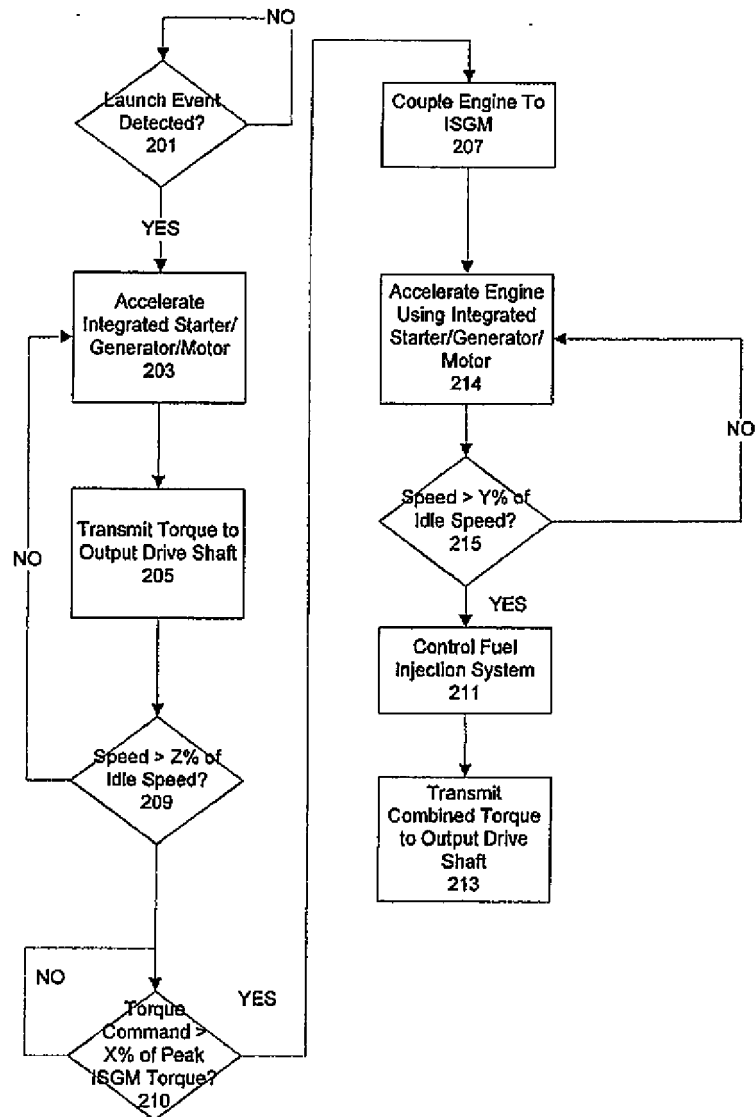 NO
Launch Event
Detected?
201
YES
Accelerate
Integrated Starter/
Generator/Motor
203
Transmit Torque to
Output Drive Shaft
205
NO
Speed > Z% of
Idle Speed?
209
NO
YES
Torque
Command >
X% of Peak
ISGM Torque?
210
Couple Engine To
ISGM
207
Accelerate Engine
Using Integrated
Starter/Generator/
Motor
214
NO
Speed > Y% of
Idle Speed?
215
YES
Control Fuel
Injection System
211
Transmit
Combined Torque
to Output Drive
Shaft
213